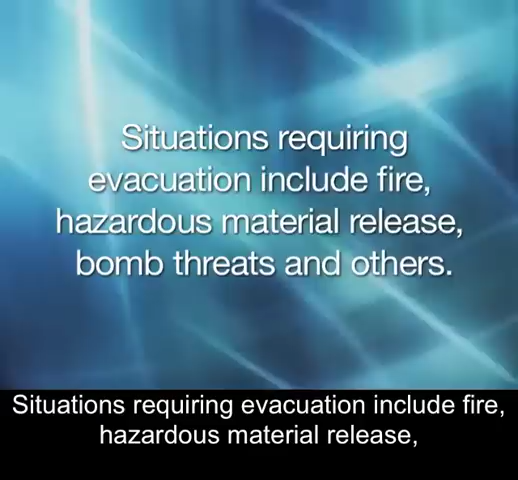 Situations requiring
evacuation include fire,
hazardous material release,
bomb threats and others.
Situations requiring evacuation include fire,
hazardous material release,